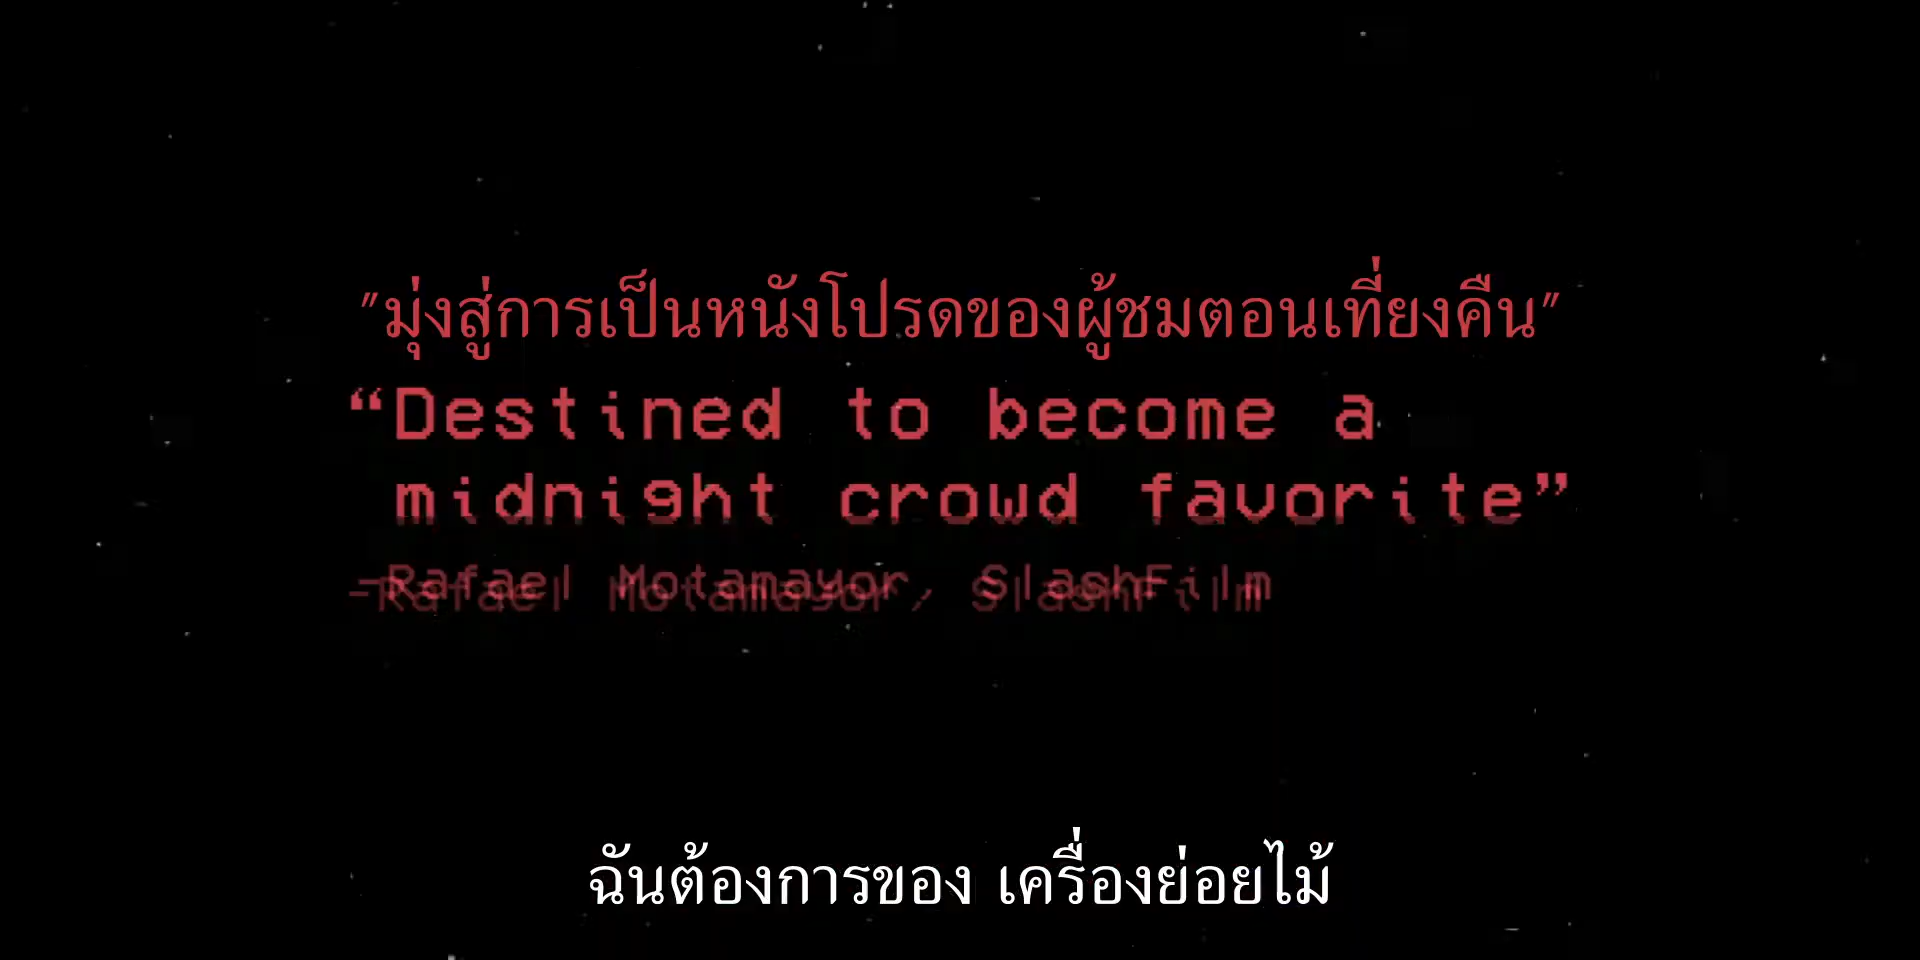 "มุ่งสู่การเป็นหนังโปรดของผู้ชมตอนเที่ยงคืน"
“Destined to become a
midnight crowd favorite”
-Rafael Motamayor, SlashFilm
ฉันต้องการของ เครื่องย่อยไม้